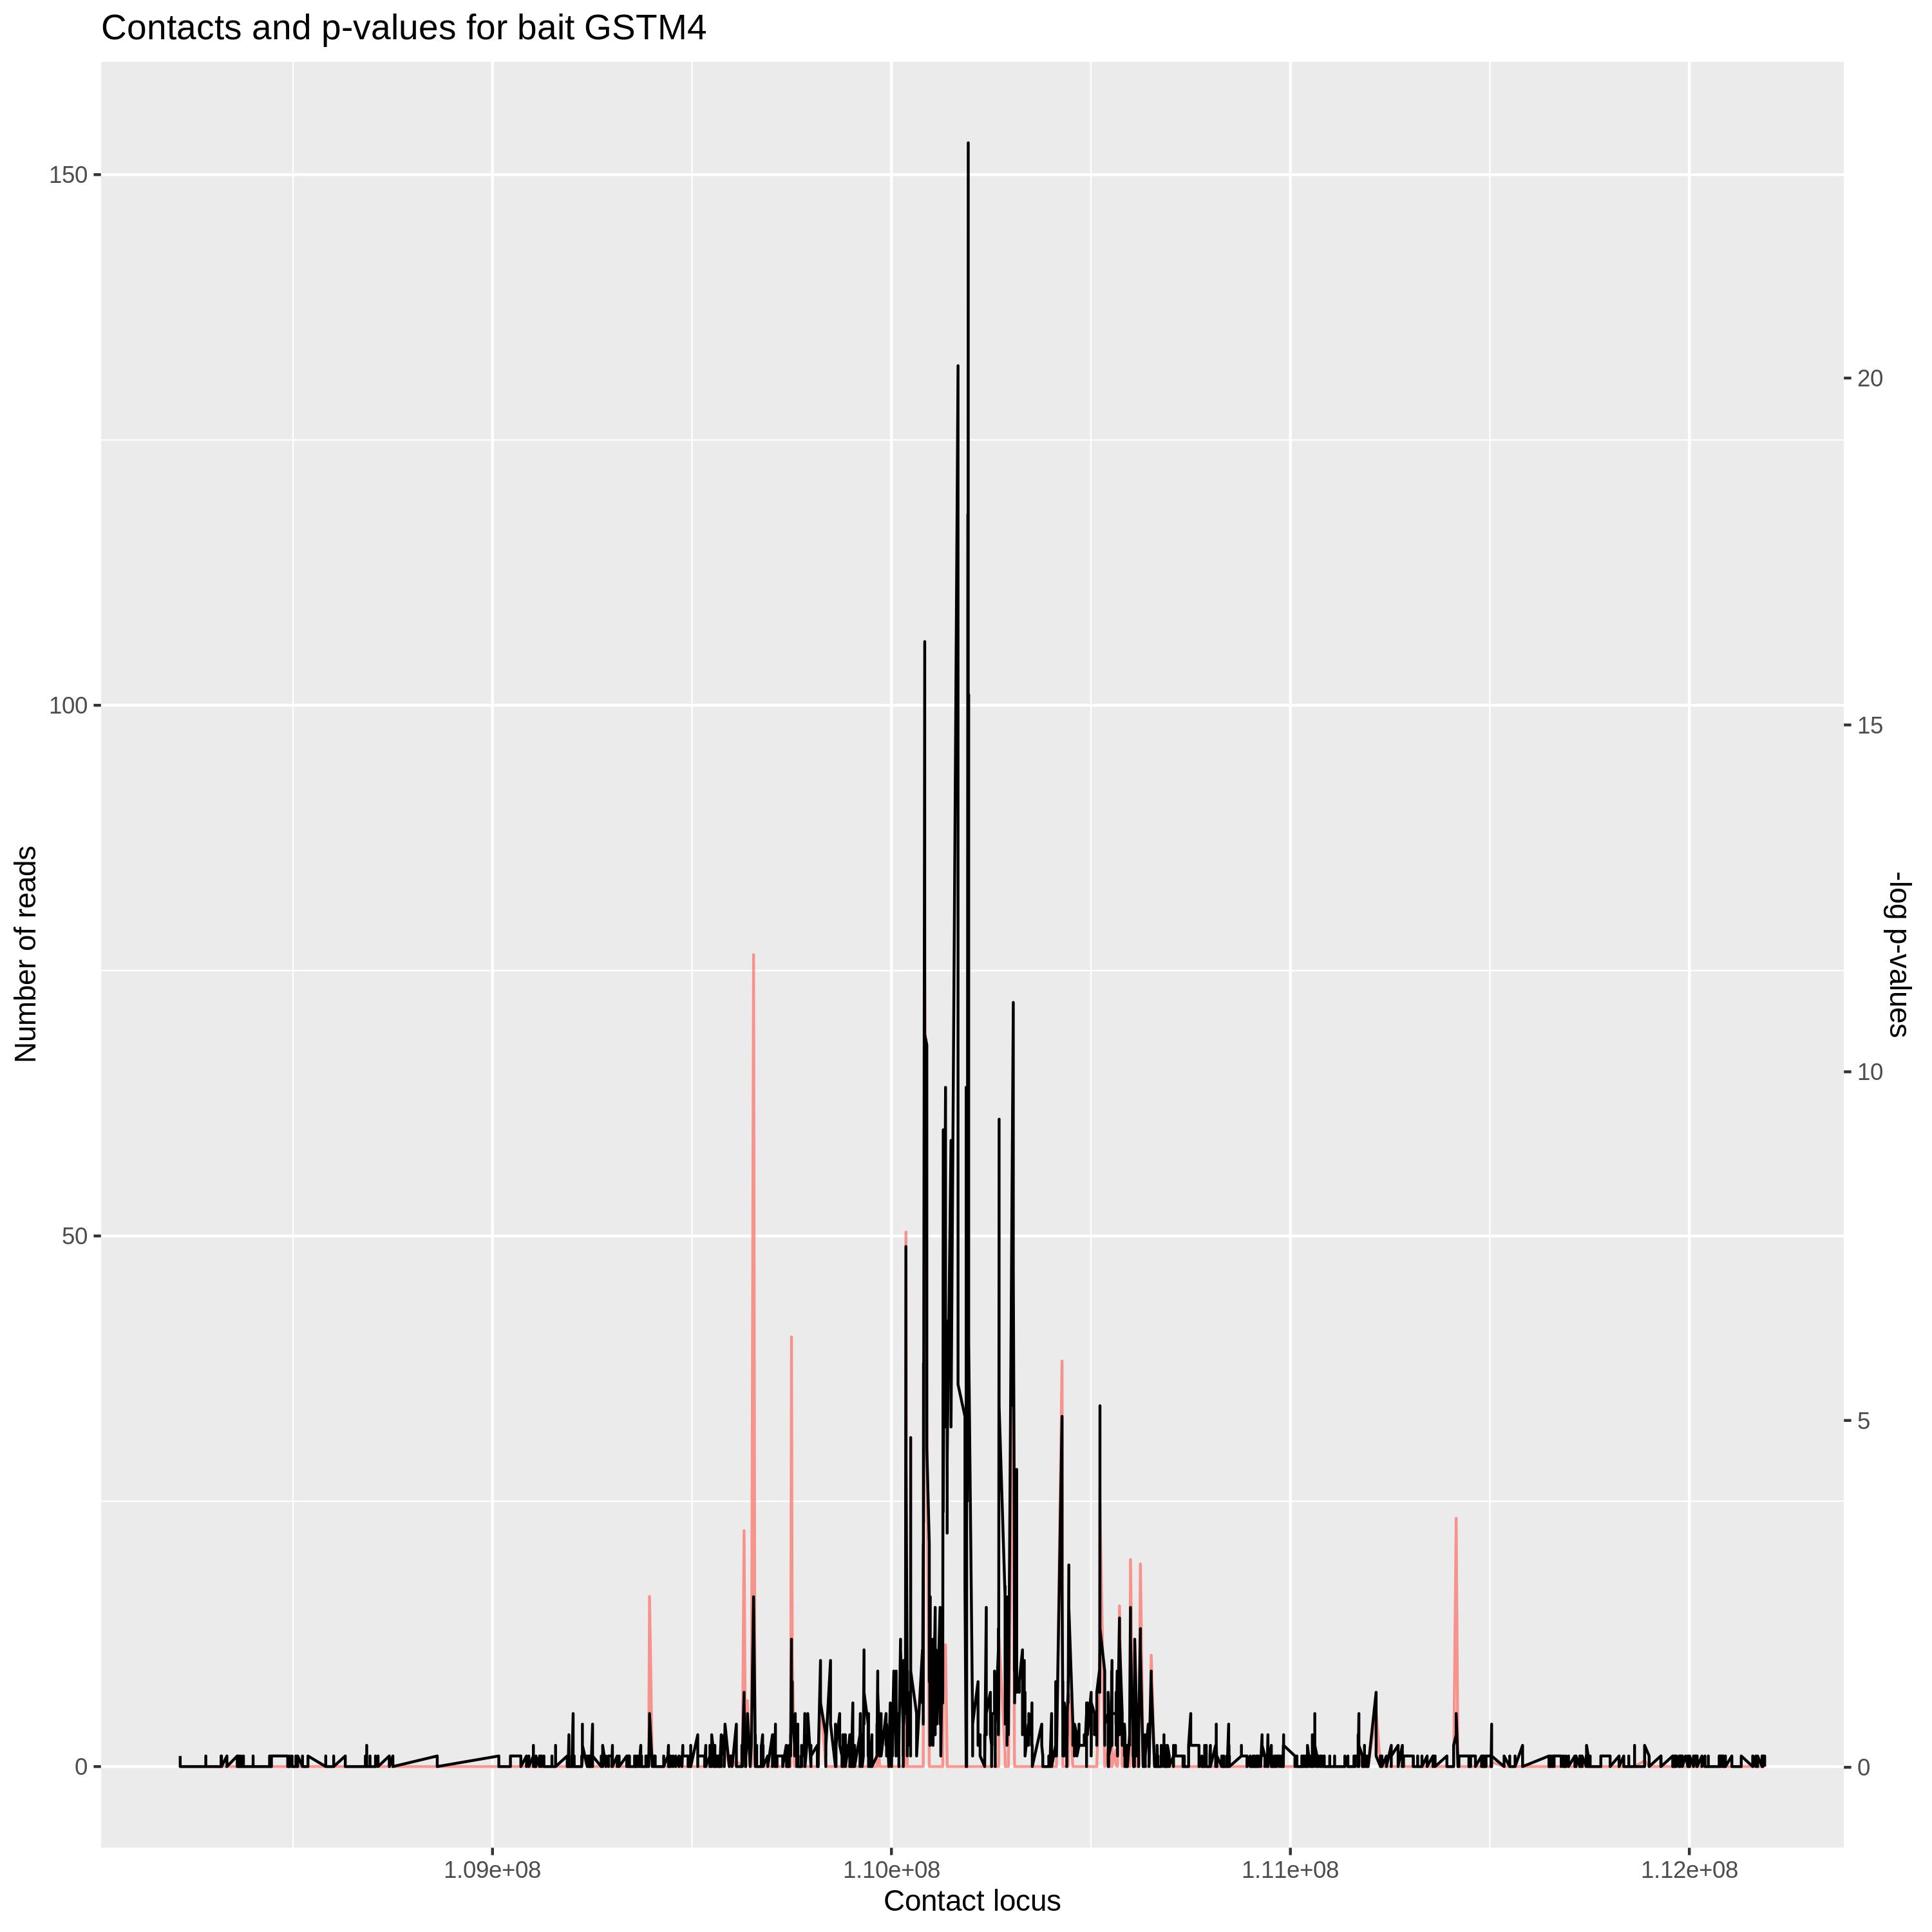 Contacts and p-values for bait GSTM4
150
100
50
0
Number of reads
20
15
10
5
0
-log p-values
1.09e+08
1.10e+08
1.11e+08
1.12e+08
Contact locus